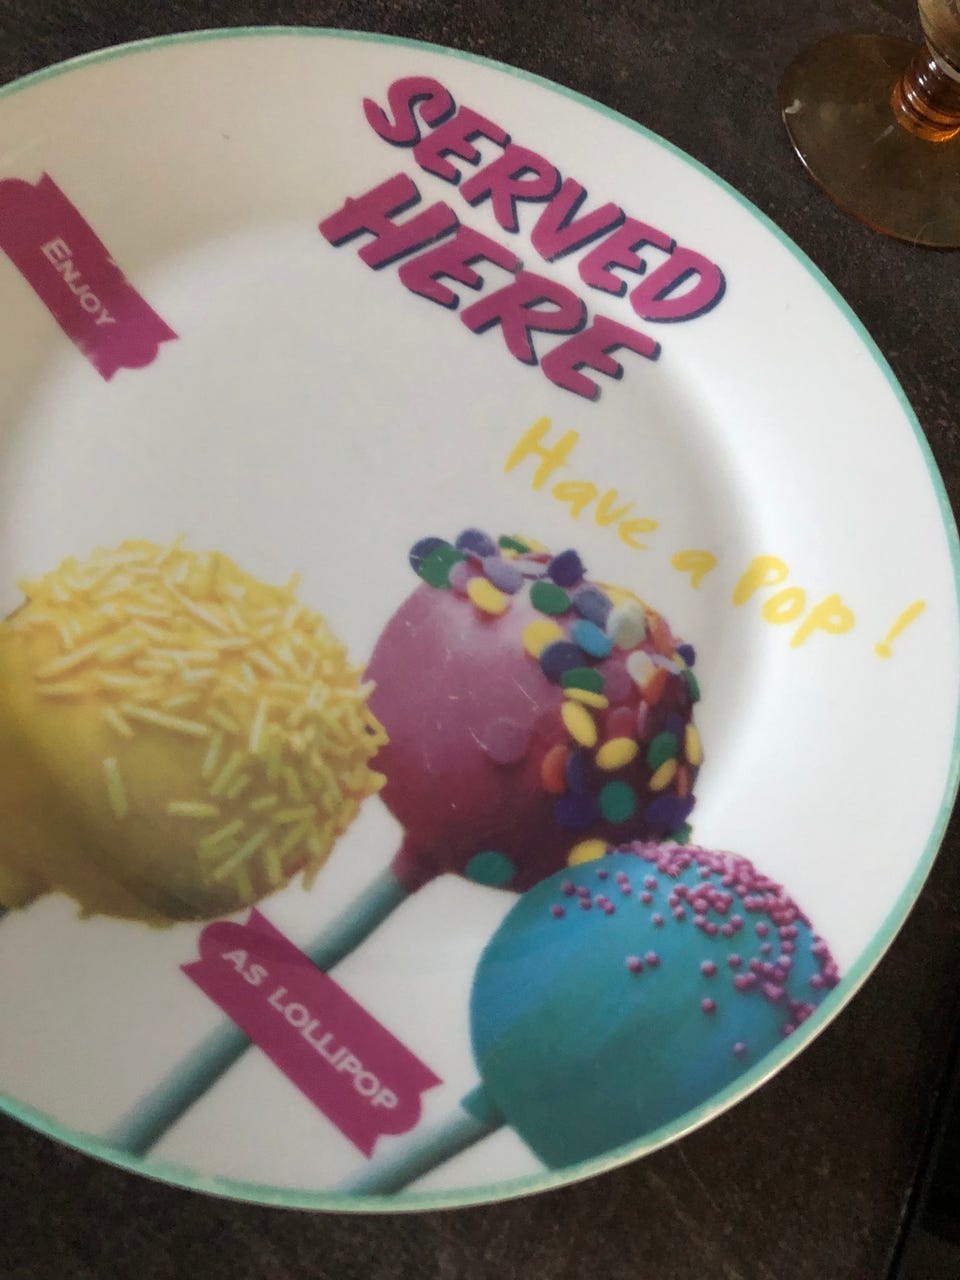 SERVED
HERE
ENJOY
Have a Pop!
AS LOLLIPOP